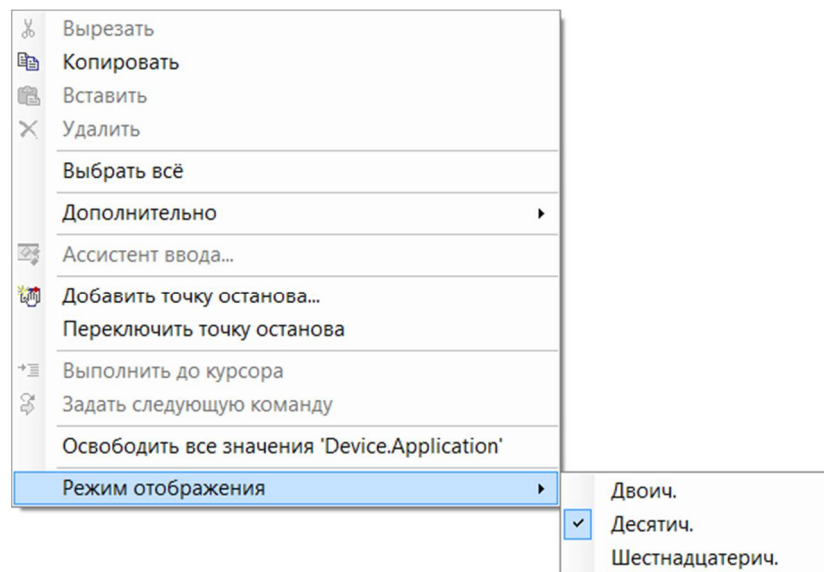 Вырезать
Копировать
Вставить
Удалить
Выбрать всё
Дополнительно
Ассистент ввода...
Добавить точку останова...
Переключить точку останова
Выполнить до курсора
Задать следующую команду
Освободить все значения 'Device.Application'
Режим отображения
Двоич.
Десятич.
Шестнадцатерич.